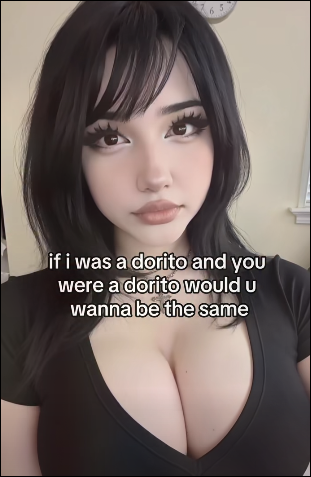 if i was a dorito and you
were a dorito would u
wanna be the same